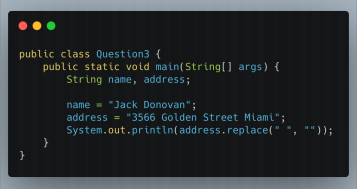 public class Question3 {
    public static void main(String[] args) {
        String name, address;

        name = "Jack Donovan";
        address = "3566 Golden Street Miami";
        System.out.println(address.replace(" ", ""));
    }
}